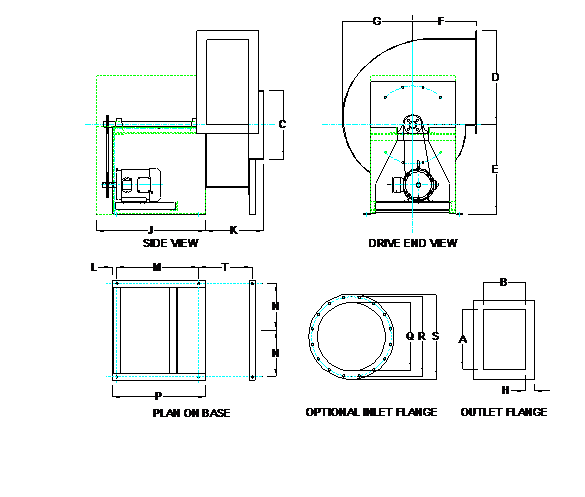 G F
D
C
E
J K
SIDE VIEW
DRIVE END VIEW
L M T
N
N
P
PLAN ON BASE
Q R S
OPTIONAL INLET FLANGE
B
A
H
OUTLET FLANGE